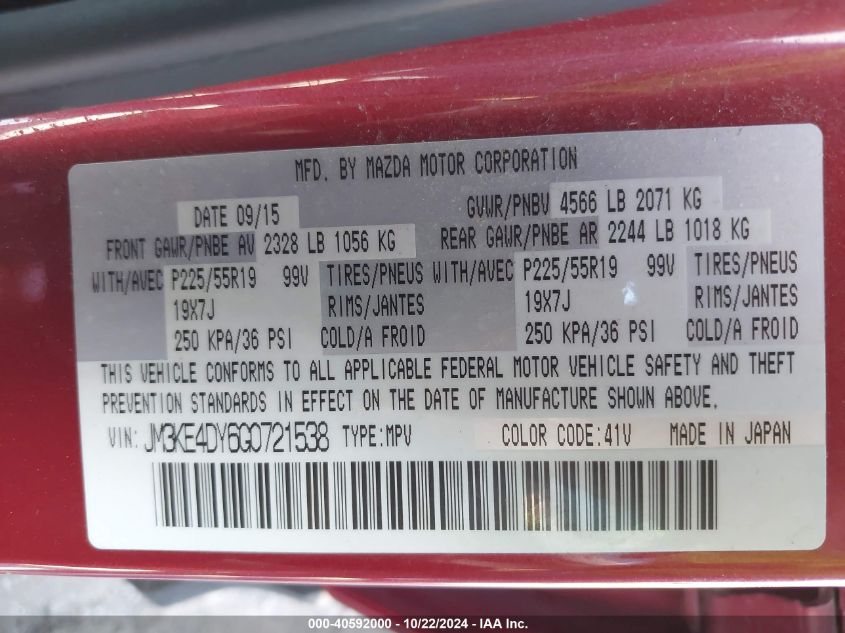 MFD. BY MAZDA MOTOR CORPORATION
DATE 09/15 GVWR/PNBV 4566 LB 2071 KG
FRONT GAWR/PNBE AV 2328 LB 1056 KG REAR GAWR/PNBE AR 2244 LB 1018 KG
WITH/AVEC P225/55R19 99V TIRES/PNEUS WITH/AVEC P225/55R19 99V TIRES/PNEUS
19X7J RIMS/JANTES 19X7J RIMS/JANTES
250 KPA/36 PSI COLD/A FROID 250 KPA/36 PSI COLD/A FROID
THIS VEHICLE CONFORMS TO ALL APPLICABLE FEDERAL MOTOR VEHICLE SAFETY AND THEFT
PREVENTION STANDARDS IN EFFECT ON THE DATE OF MANUFACTURE SHOWN ABOVE.
VIN: JM3KE4DY6G0721538 TYPE:MPV COLOR CODE:41V MADE IN JAPAN
000-40592000 - 10/22/2024 - IAAI Inc.